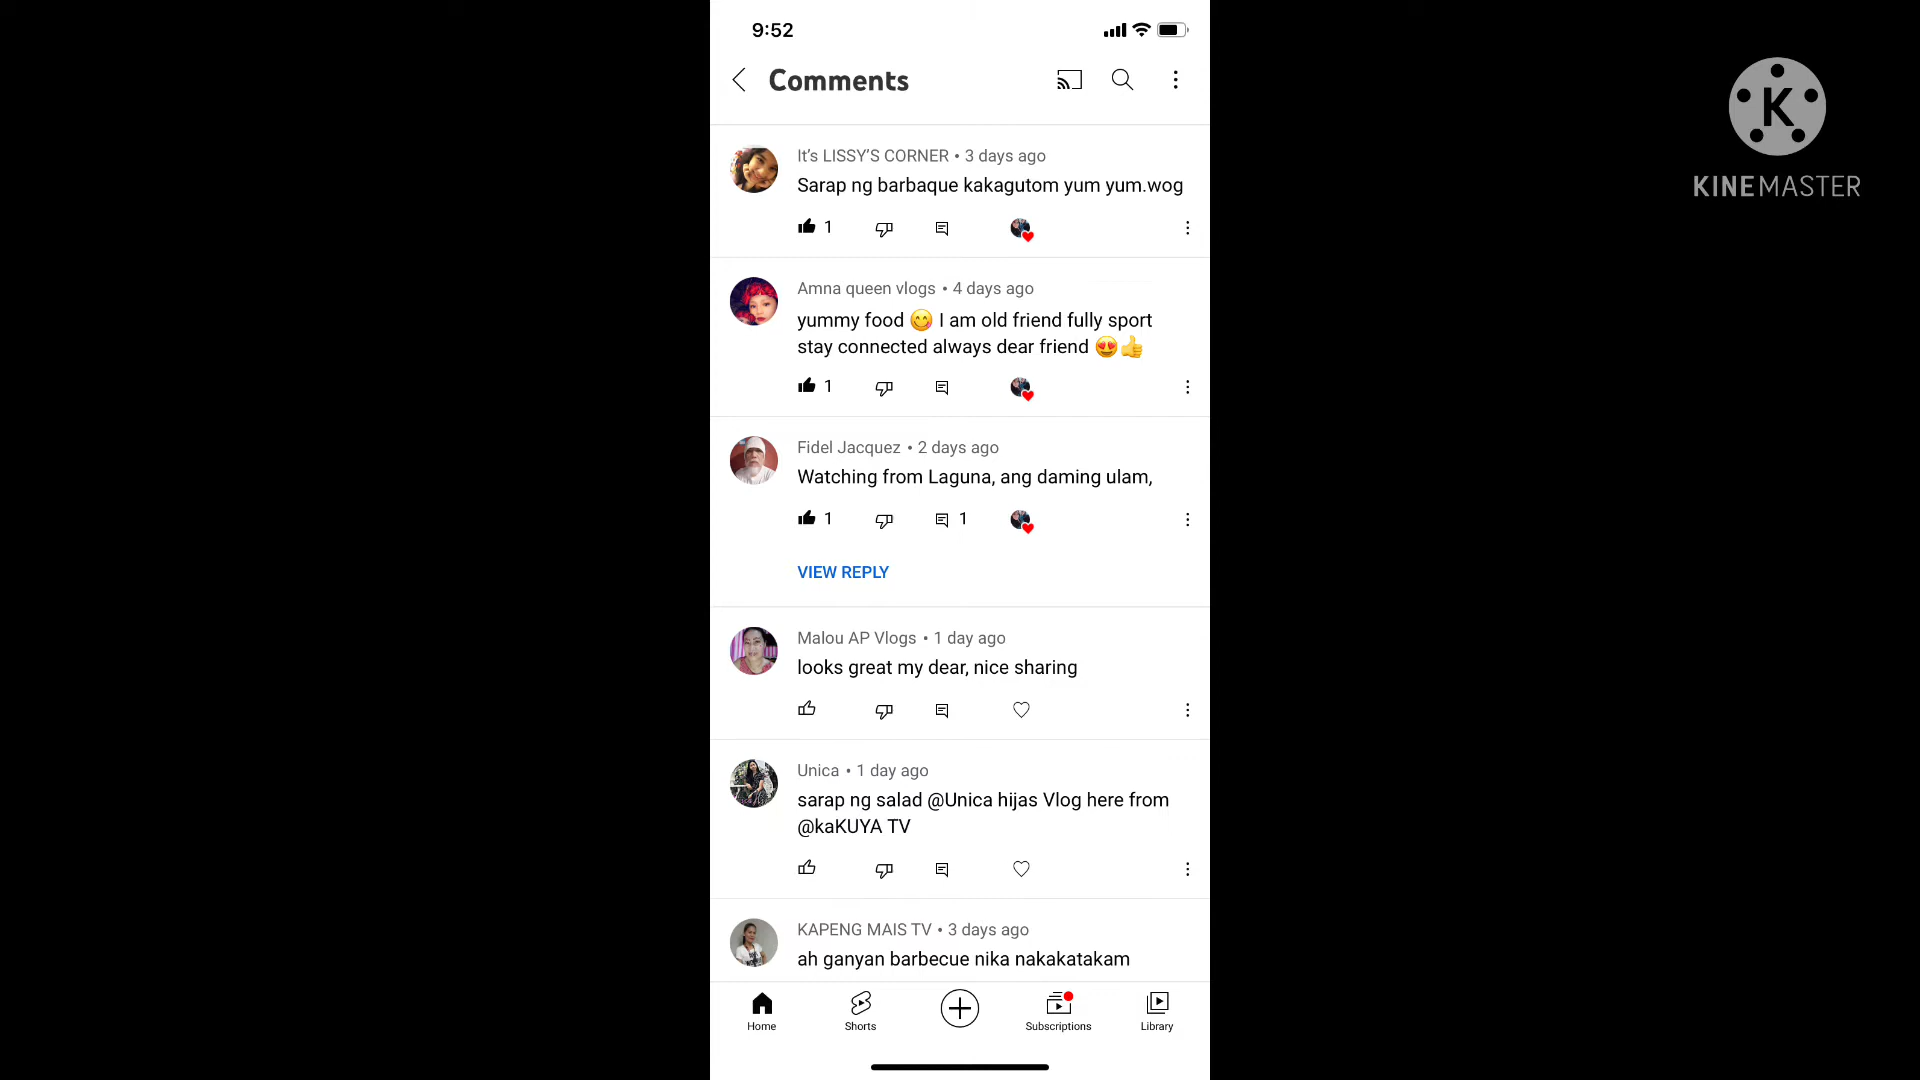 9:52
Comments
KINEMASTER
It's LISSY'S CORNER • 3 days ago
Sarap ng barbaque kakagutom yum yum.wog
1
Amna queen vlogs • 4 days ago
yummy food 😋 I am old friend fully sport
stay connected always dear friend 😍👍
1
Fidel Jacquez • 2 days ago
Watching from Laguna, ang daming ulam,
1 1
VIEW REPLY
Malou AP Vlogs • 1 day ago
looks great my dear, nice sharing
Unica • 1 day ago
sarap ng salad @Unica hijas Vlog here from
@kaKUYA TV
KAPENG MAIS TV • 3 days ago
ah ganyan barbecue nika nakakatakam
Home Shorts Subscriptions Library